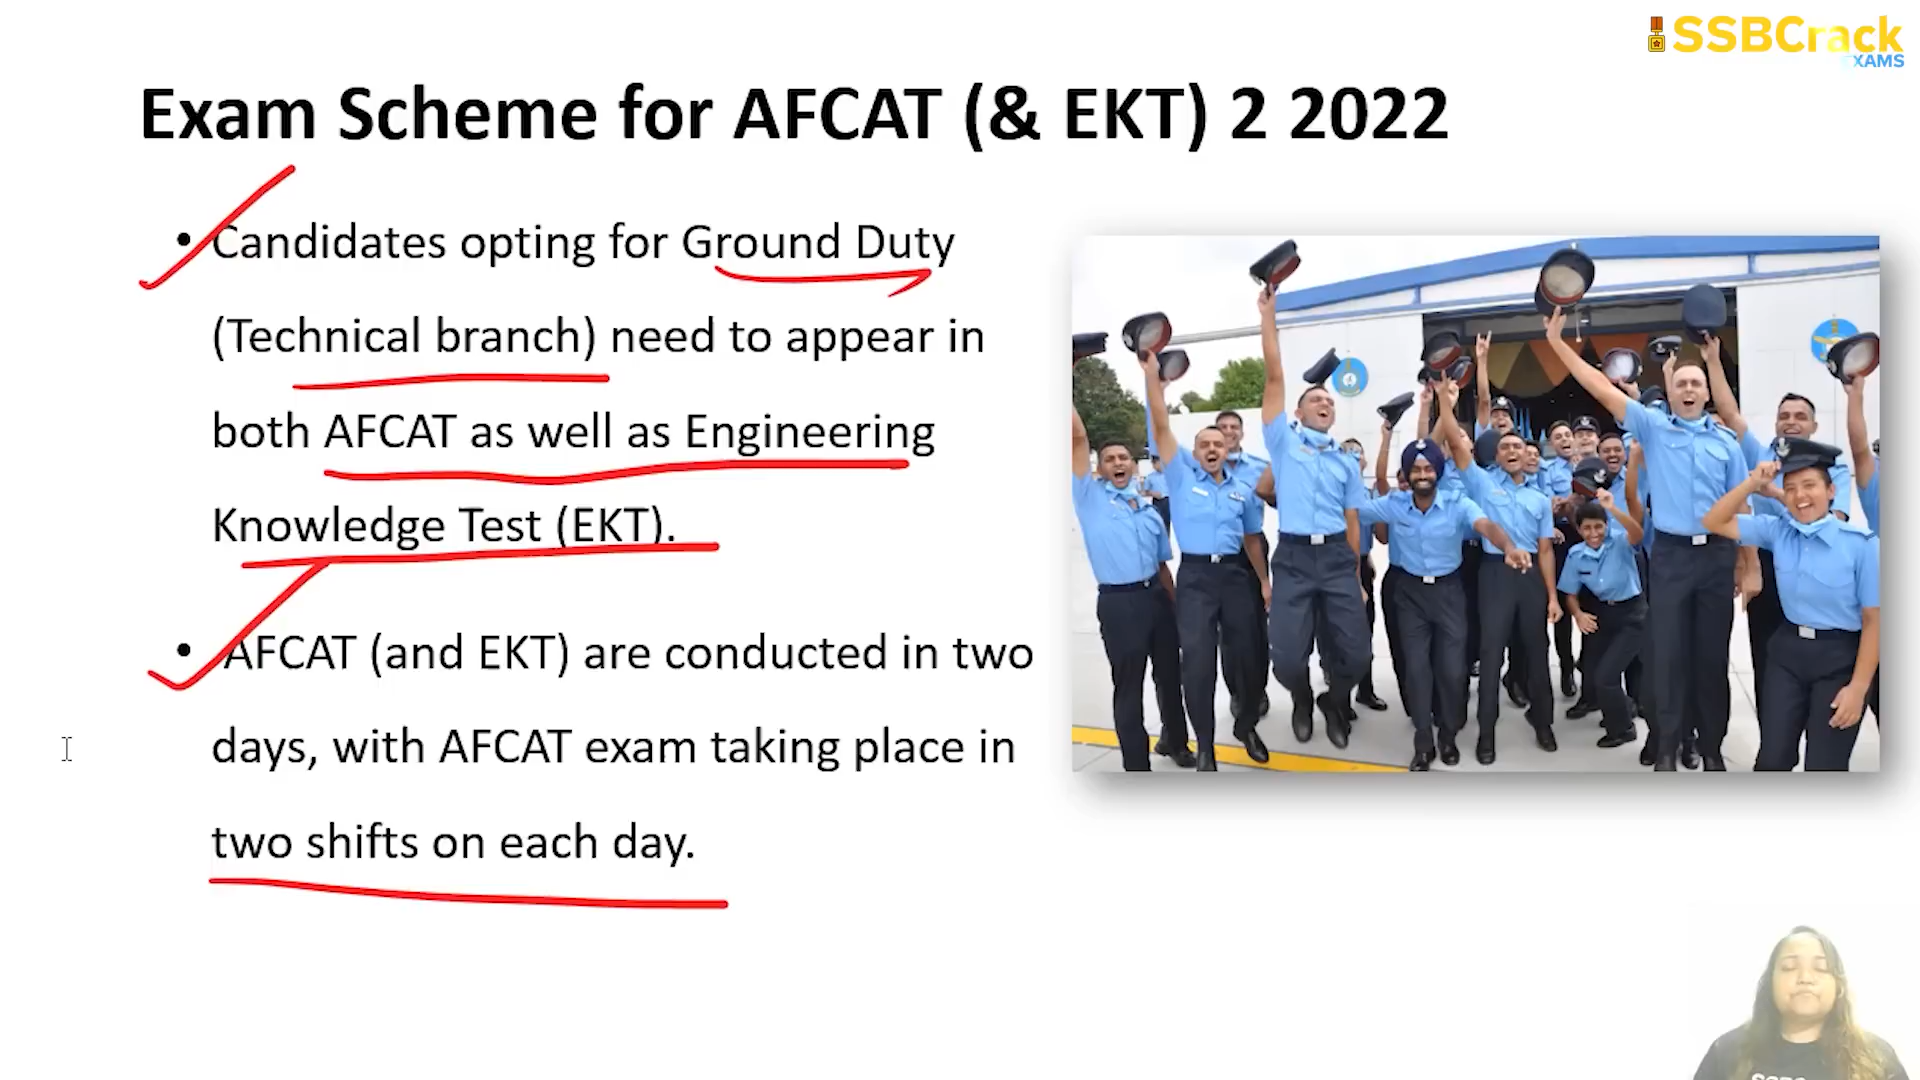 SSBCrack
EXAMS
Exam Scheme for AFCAT (& EKT) 2 2022
• Candidates opting for Ground Duty
(Technical branch) need to appear in
both AFCAT as well as Engineering
Knowledge Test (EKT).
• AFCAT (and EKT) are conducted in two
days, with AFCAT exam taking place in
two shifts on each day.